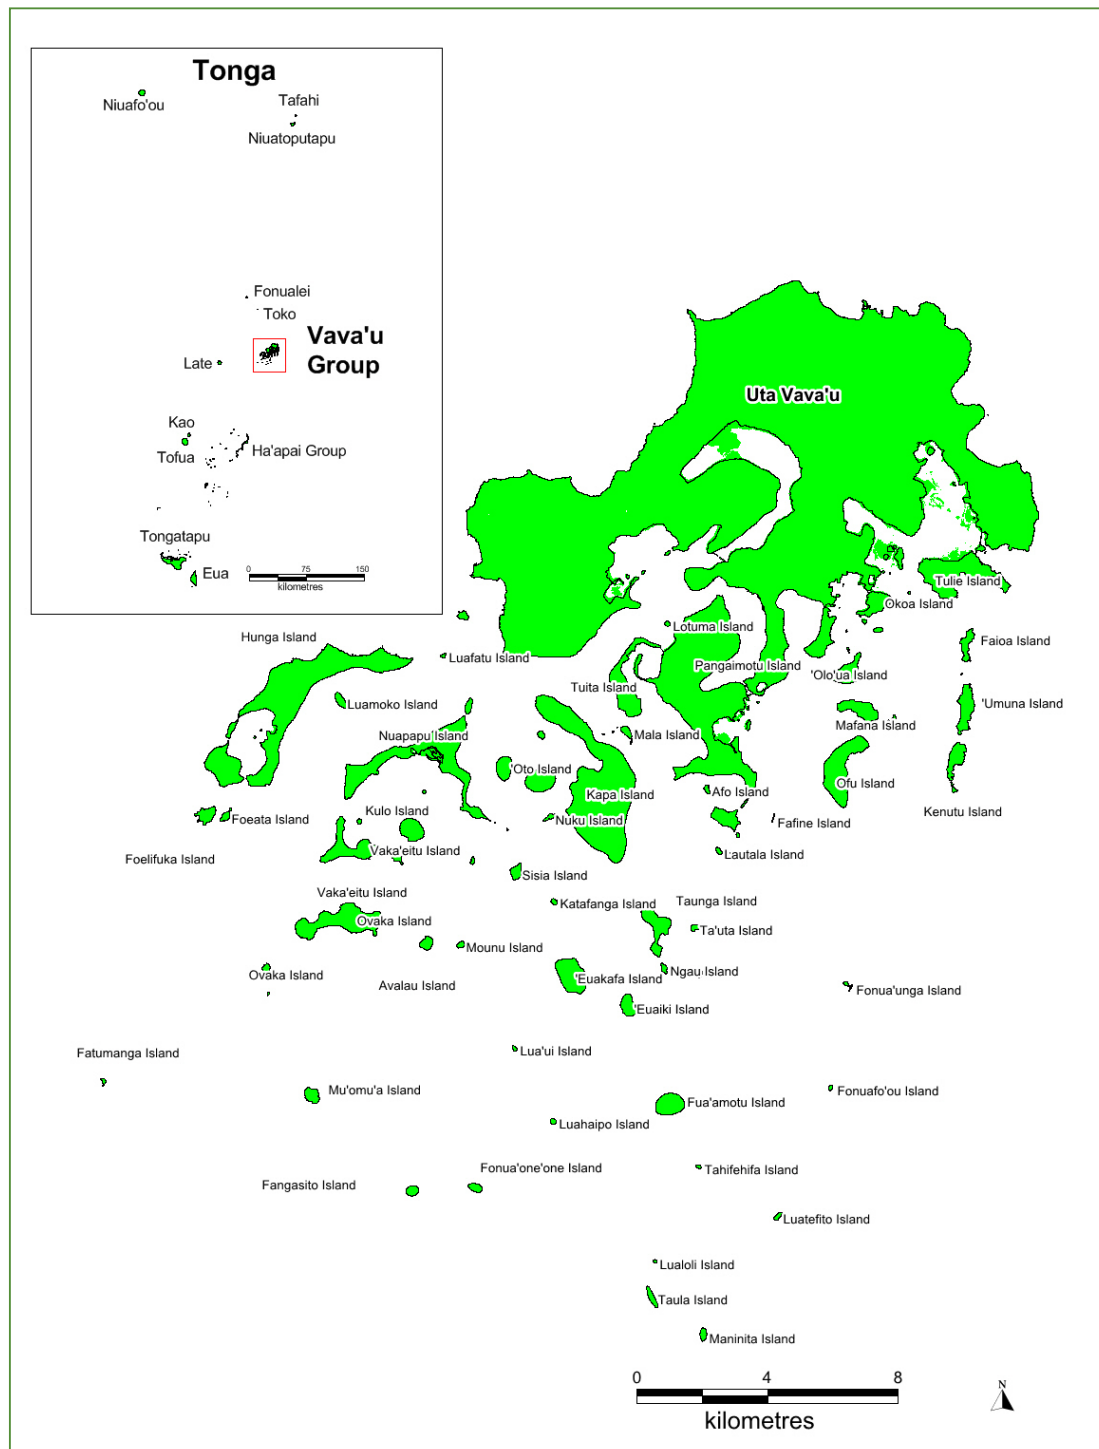 Tonga
Niuafo'ou
Tafahi
Niuatoputapu
Fonualei
Toko
Vava'u
Group
Late
Kao
Tofua
Ha'apai Group
Tongatapu
Eua
0 75 150
kilometres
Uta Vava'u
Tulie Island
Okoa Island
Lotuma Island
Hunga Island
Faioa Island
Luafatu Island
Pangaimotu Island
'Olo'ua Island
Tuita Island
Luamoko Island
'Umuna Island
Mafana Island
Nuapapu Island
Mala Island
'Oto Island
Ofu Island
Afo Island
Kapa Island
Kulo Island
Kenutu Island
Foeata Island
Nuku Island
Fafine Island
Vaka'eitu Island
Lautala Island
Foelifuka Island
Sisia Island
Vaka'eitu Island
Taunga Island
Katafanga Island
Ovaka Island
Ta'uta Island
Mounu Island
Ngau Island
Ovaka Island
'Euakafa Island
Avalau Island
Fonua'unga Island
'Euaiki Island
Lua'ui Island
Fatumanga Island
Mu'omu'a Island
Fonuafo'ou Island
Fua'amotu Island
Luahaipo Island
Fonua'one'one Island
Tahifehifa Island
Fangasito Island
Luatefito Island
Lualoli Island
Taula Island
Maninita Island
0 4 8
kilometres
N